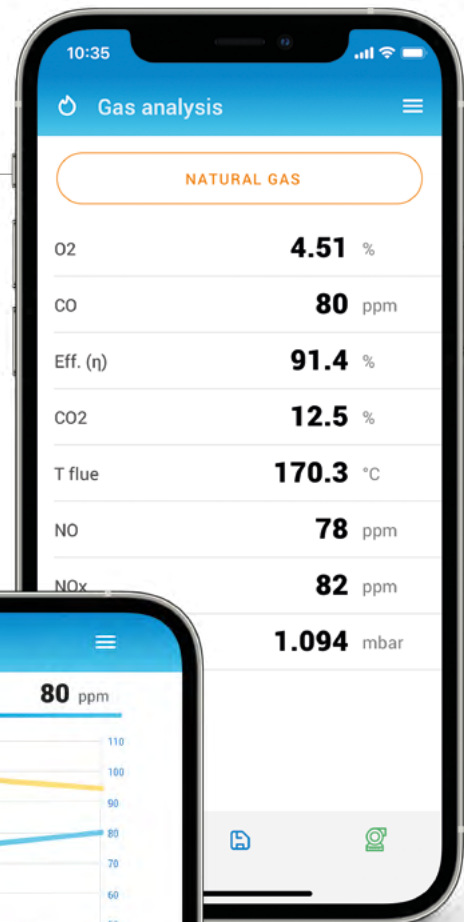 10:35
Gas analysis
NATURAL GAS
O2 4.51 %
CO 80 ppm
Eff. (η) 91.4 %
CO2 12.5 %
T flue 170.3 °C
NO 78 ppm
NOx 82 ppm
1.094 mbar
80 ppm
110
100
90
80
70
60